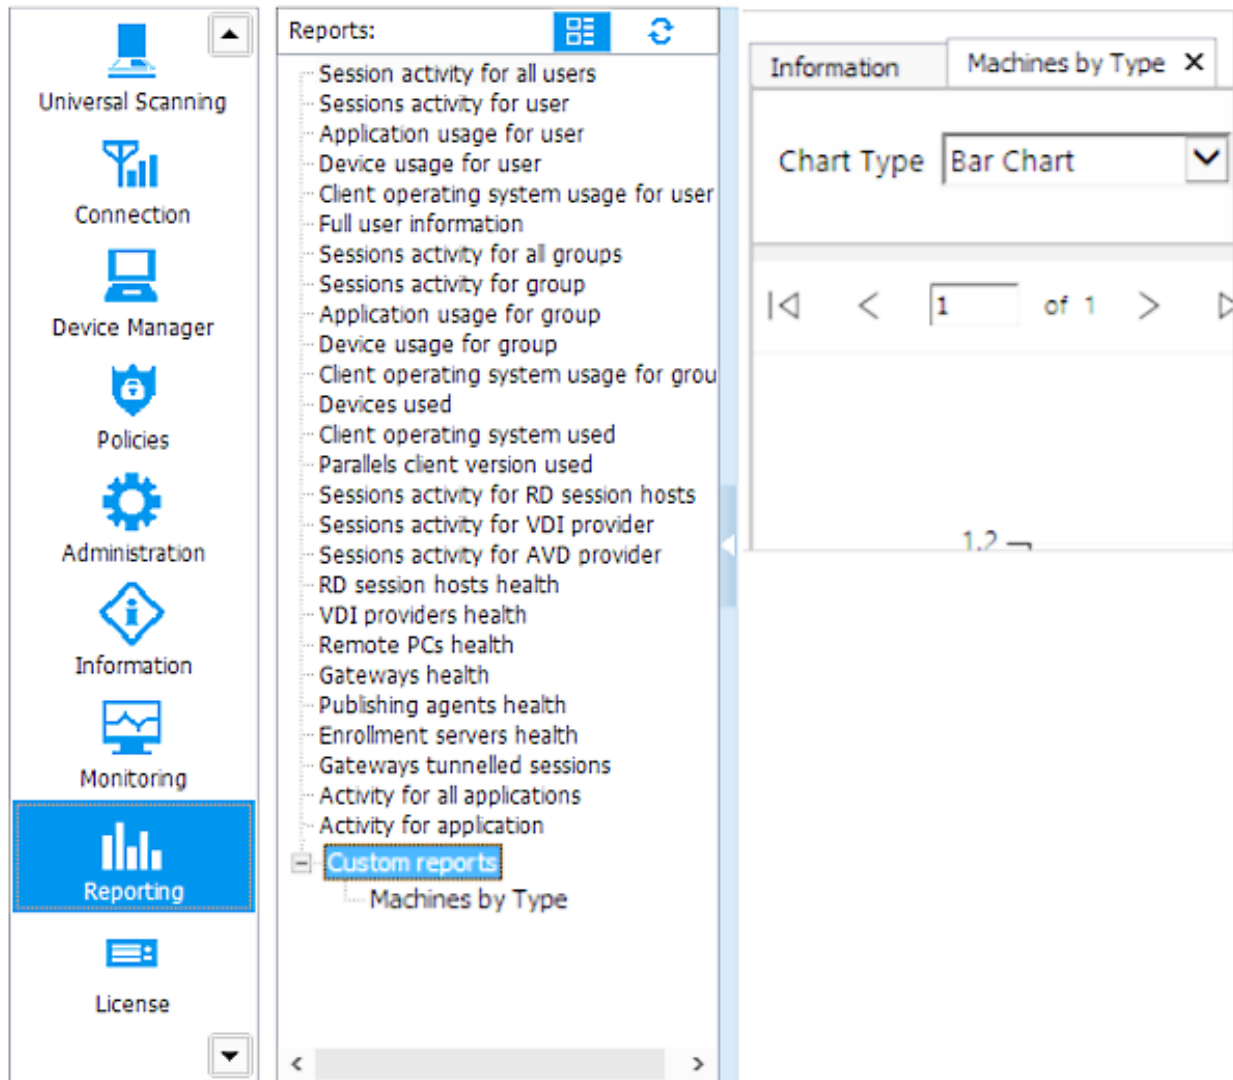 Universal Scanning
Connection
Device Manager
Policies
Administration
Information
Monitoring
Reporting
License
Reports:
Session activity for all users
Sessions activity for user
Application usage for user
Device usage for user
Client operating system usage for user
Full user information
Sessions activity for all groups
Sessions activity for group
Application usage for group
Device usage for group
Client operating system usage for grou
Devices used
Client operating system used
Parallels client version used
Sessions activity for RD session hosts
Sessions activity for VDI provider
Sessions activity for AVD provider
RD session hosts health
VDI providers health
Remote PCs health
Gateways health
Publishing agents health
Enrollment servers health
Gateways tunnelled sessions
Activity for all applications
Activity for application
Custom reports
Machines by Type
Information Machines by Type
Chart Type Bar Chart
1 of 1
1.2